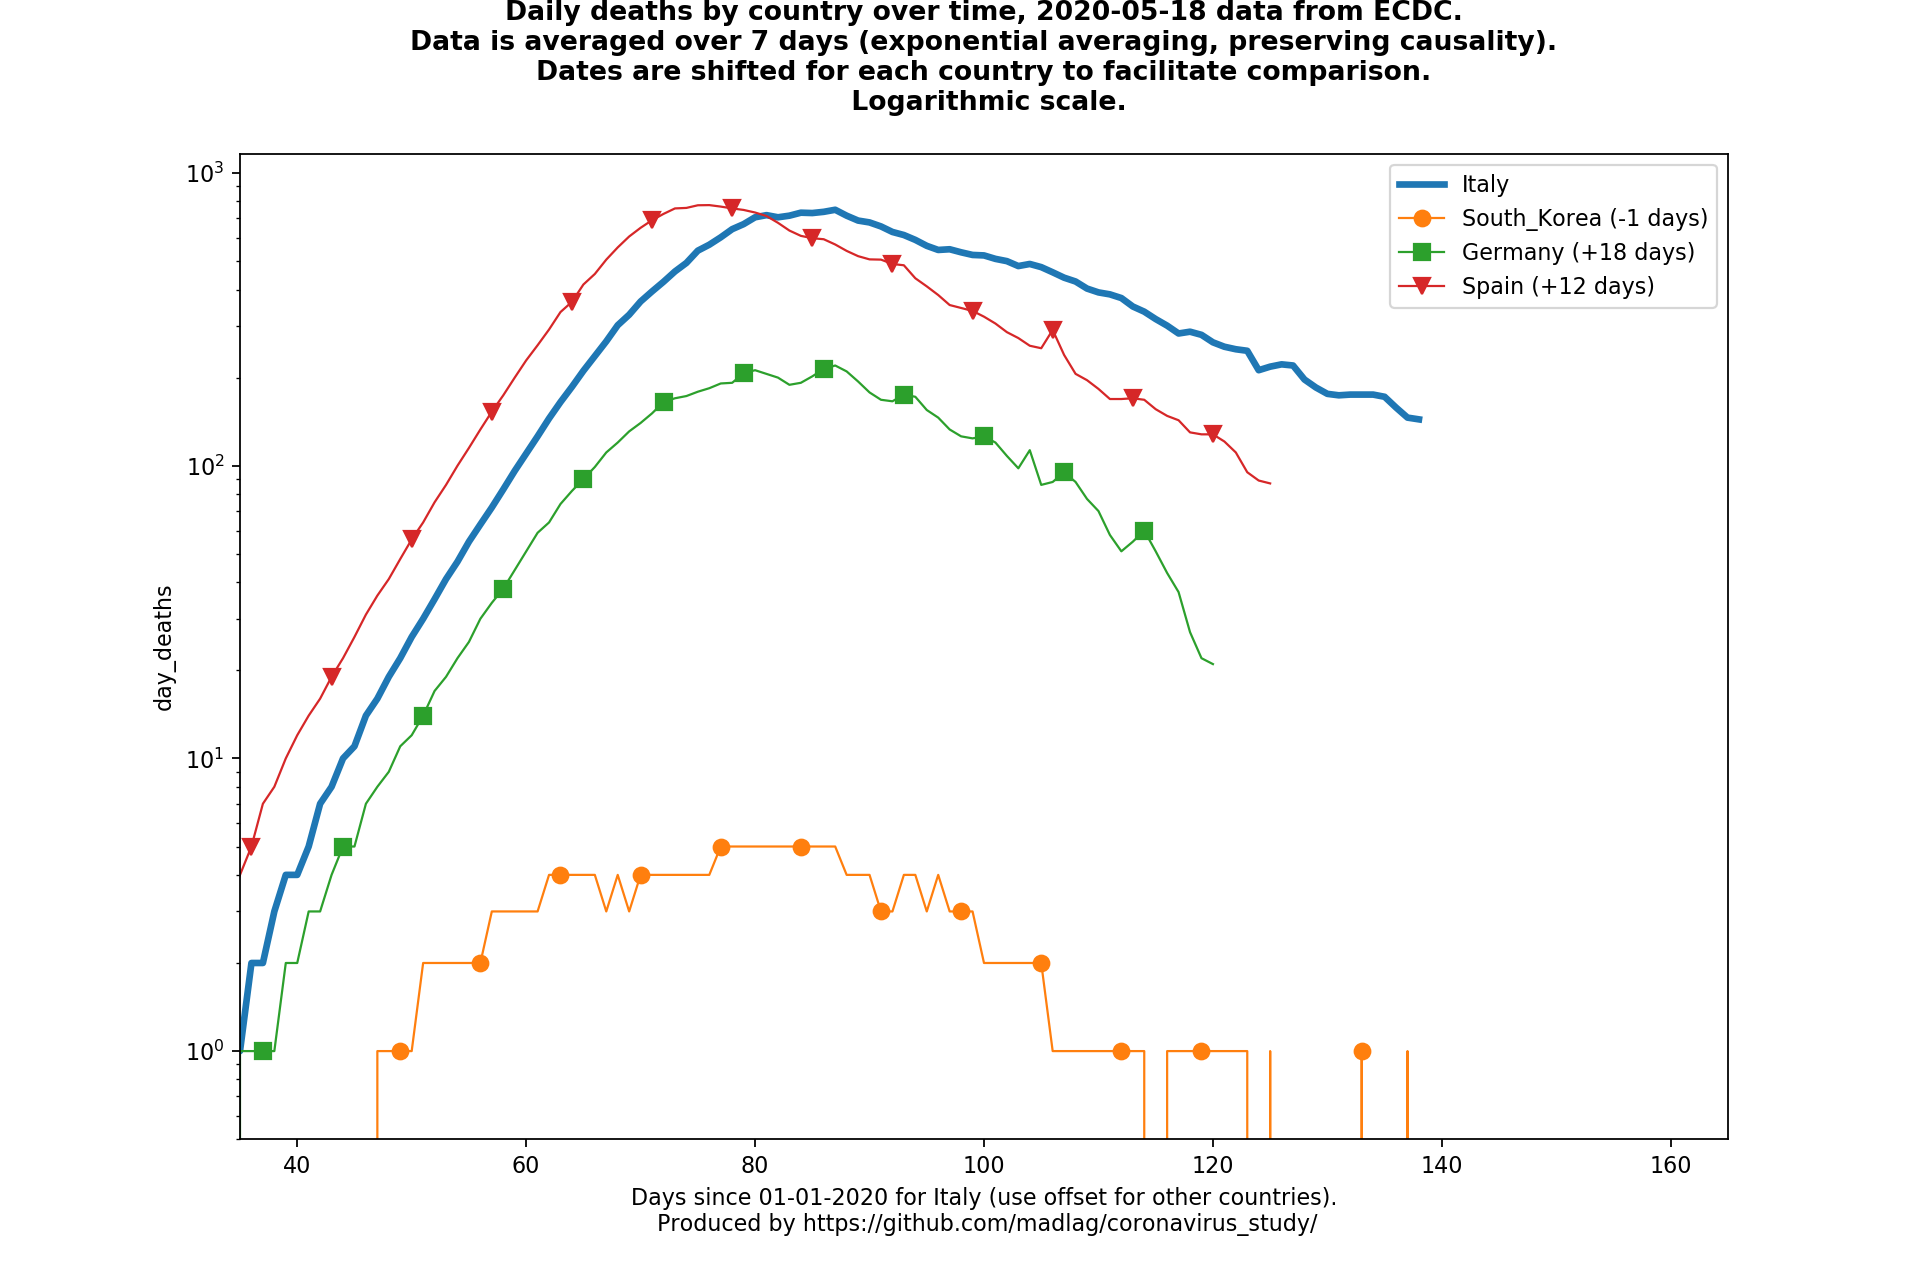 Daily deaths by country over time, 2020-05-18 data from ECDC.
Data is averaged over 7 days (exponential averaging, preserving causality).
Dates are shifted for each country to facilitate comparison.
Logarithmic scale.
10³
10²
10¹
10⁰
day_deaths
Italy
South_Korea (-1 days)
Germany (+18 days)
Spain (+12 days)
40 60 80 100 120 140 160
Days since 01-01-2020 for Italy (use offset for other countries).
Produced by https://github.com/madlag/coronavirus_study/